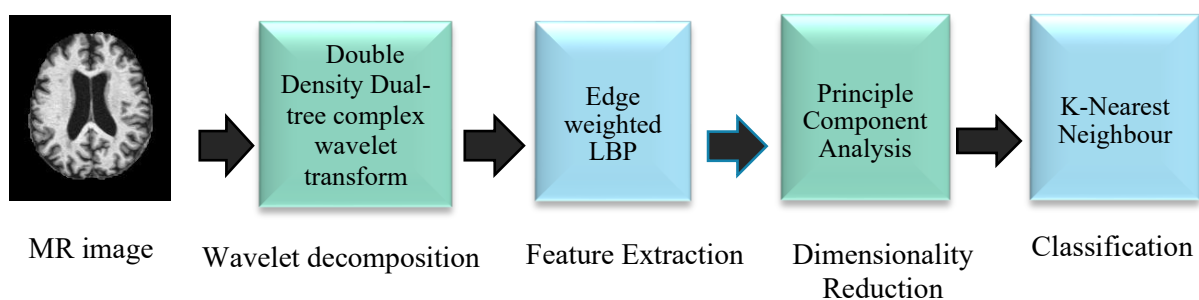 Double
Density Dual-
tree complex
wavelet
transform
Edge
weighted
LBP
Principle
Component
Analysis
K-Nearest
Neighbour
MR image
Wavelet decomposition
Feature Extraction
Dimensionality
Reduction
Classification